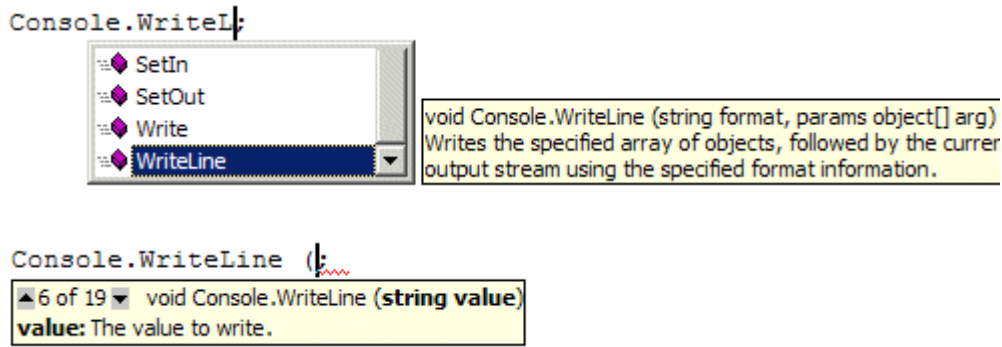 Console.WriteL;
SetIn
SetOut
Write
WriteLine
void Console.WriteLine (string format, params object[] arg)
Writes the specified array of objects, followed by the curren
output stream using the specified format information.
Console.WriteLine (;
6 of 19 void Console.WriteLine (string value)
value: The value to write.